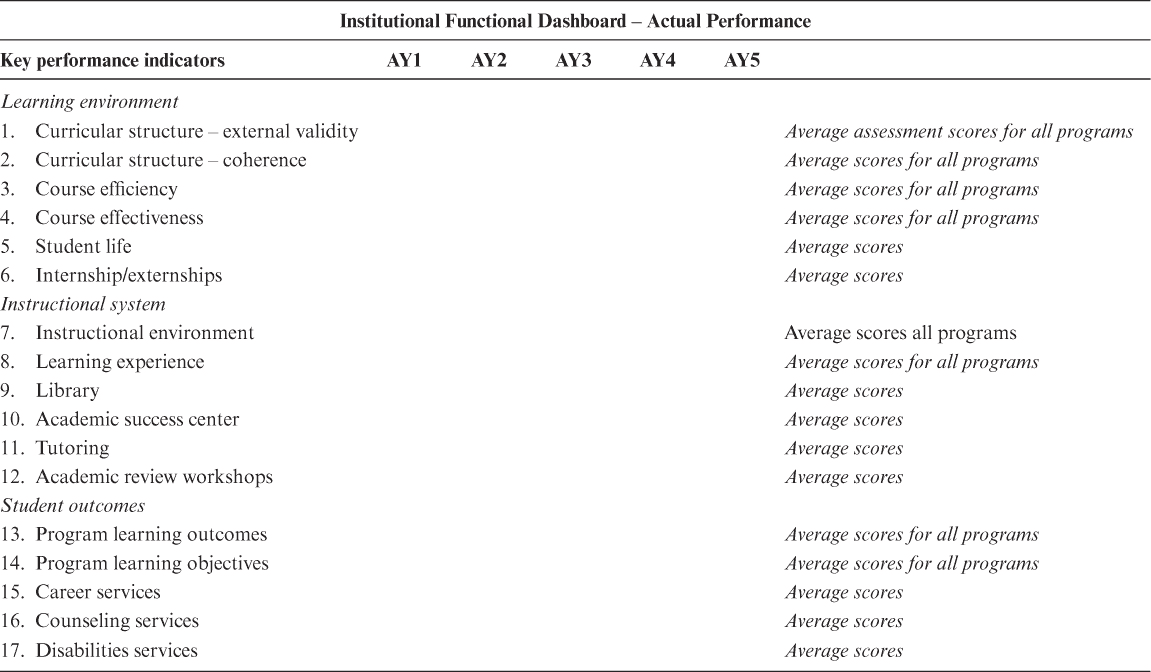 Institutional Functional Dashboard – Actual Performance
Key performance indicators AY1 AY2 AY3 AY4 AY5
Learning environment
1. Curricular structure – external validity Average assessment scores for all programs
2. Curricular structure – coherence Average scores for all programs
3. Course efficiency Average scores for all programs
4. Course effectiveness Average scores for all programs
5. Student life Average scores
6. Internship/externships Average scores
Instructional system
7. Instructional environment Average scores all programs
8. Learning experience Average scores for all programs
9. Library Average scores
10. Academic success center Average scores
11. Tutoring Average scores
12. Academic review workshops Average scores
Student outcomes
13. Program learning outcomes Average scores for all programs
14. Program learning objectives Average scores for all programs
15. Career services Average scores
16. Counseling services Average scores
17. Disabilities services Average scores